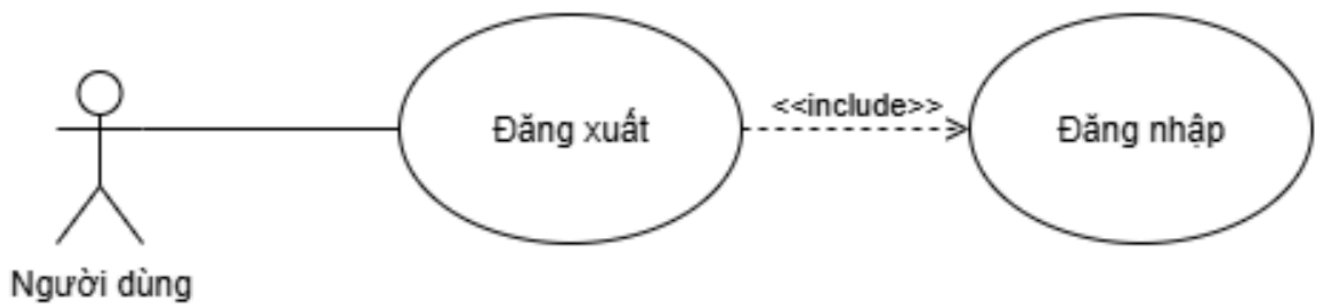 <<include>>
Đăng xuất
Đăng nhập
Người dùng